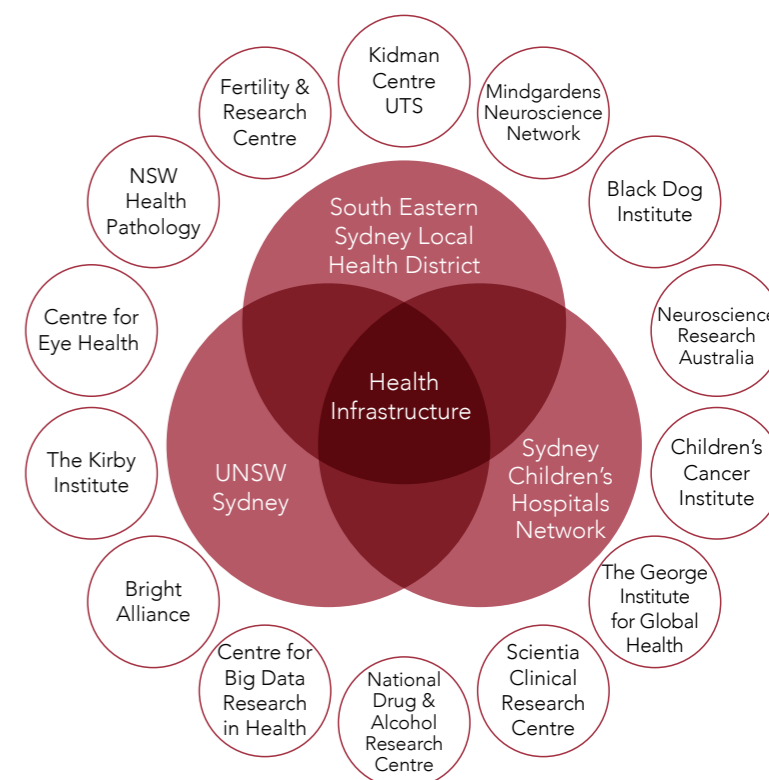 Kidman
Centre
UTS
Mindgardens
Neuroscience
Network
Black Dog
Institute
Neuroscience
Research
Australia
Children's
Cancer
Institute
The George
Institute
for Global
Health
Scientia
Clinical
Research
Centre
National
Drug &
Alcohol
Research
Centre
Centre for
Big Data
Research
in Health
Bright
Alliance
The Kirby
Institute
Centre for
Eye Health
NSW
Health
Pathology
Fertility &
Research
Centre
South Eastern
Sydney Local
Health District
Health
Infrastructure
UNSW
Sydney
Sydney
Children's
Hospitals
Network